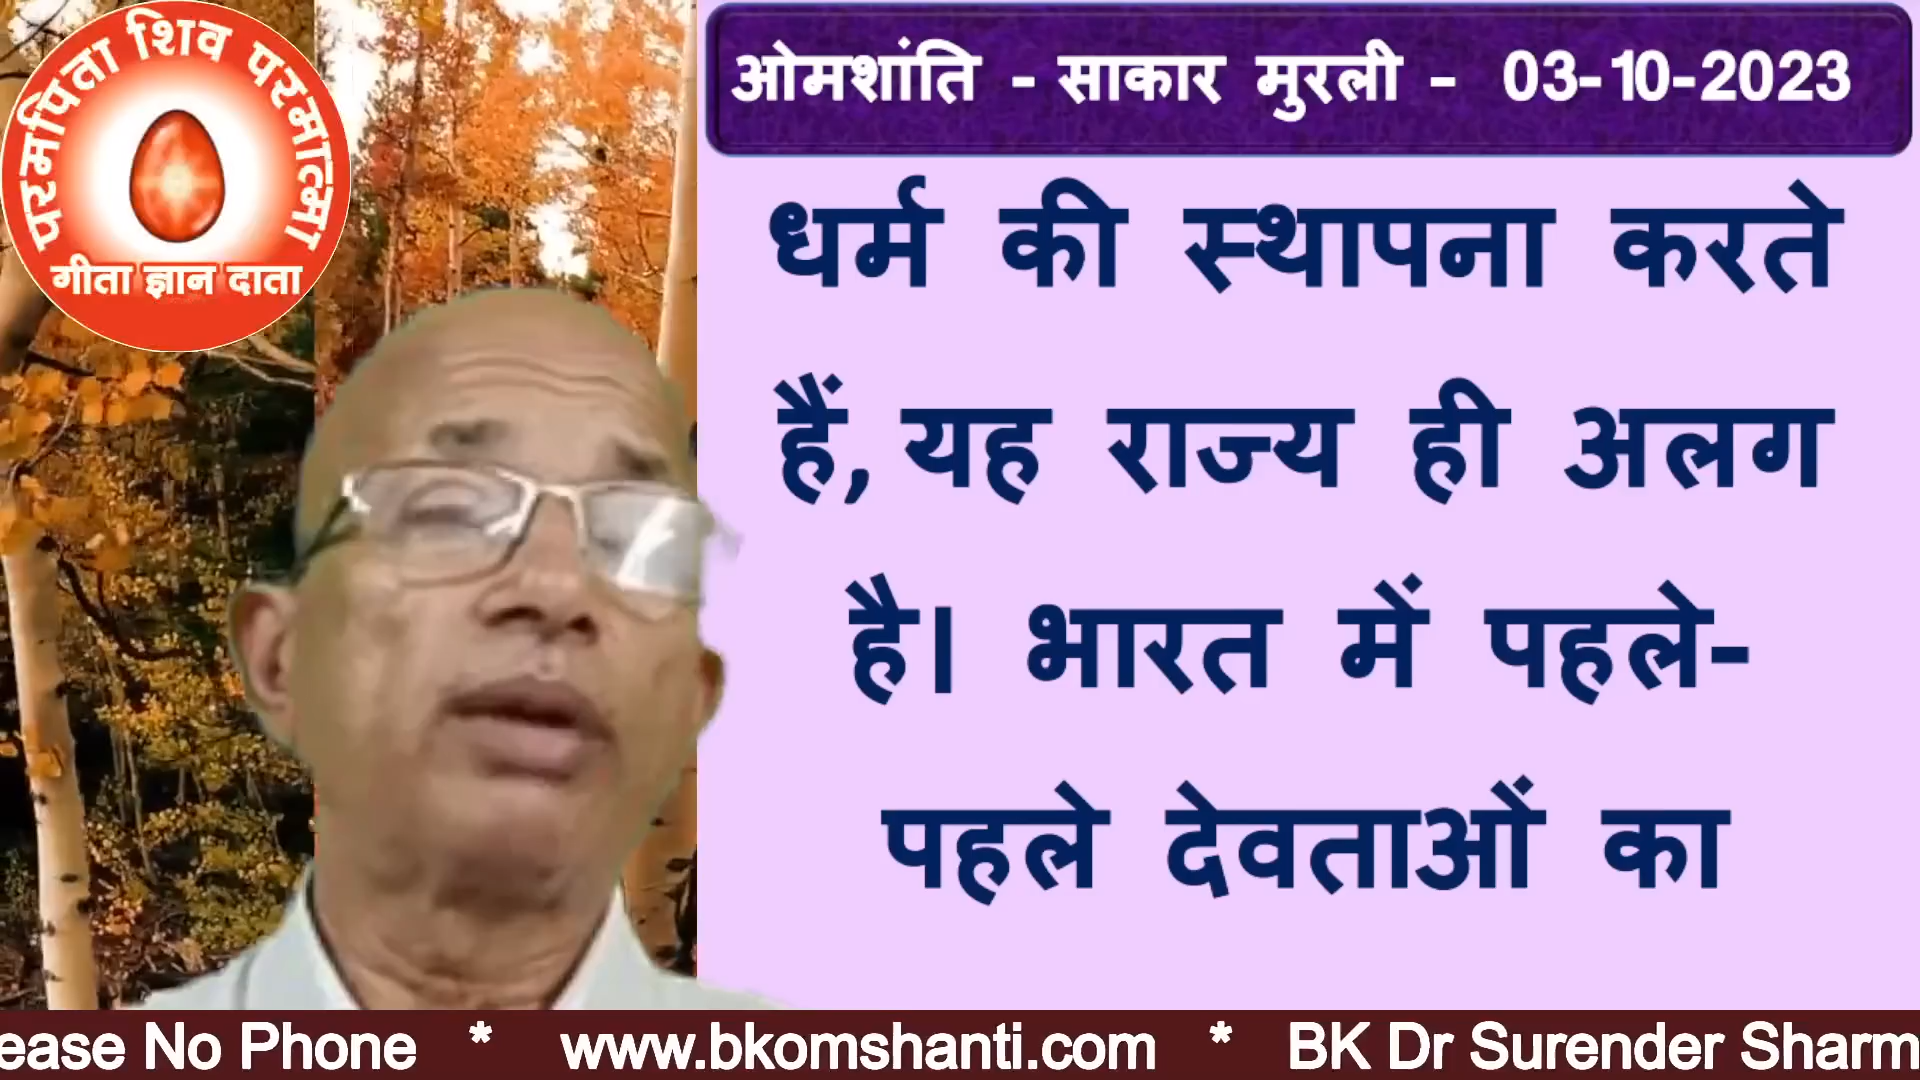 परमपिता शिव परमात्मा
गीता ज्ञान दाता
ओमशांति - साकार मुरली - 03-10-2023
धर्म की स्थापना करते
हैं, यह राज्य ही अलग
है। भारत में पहले-
पहले देवताओं का
ease No Phone * www.bkomshanti.com * BK Dr Surender Sharm